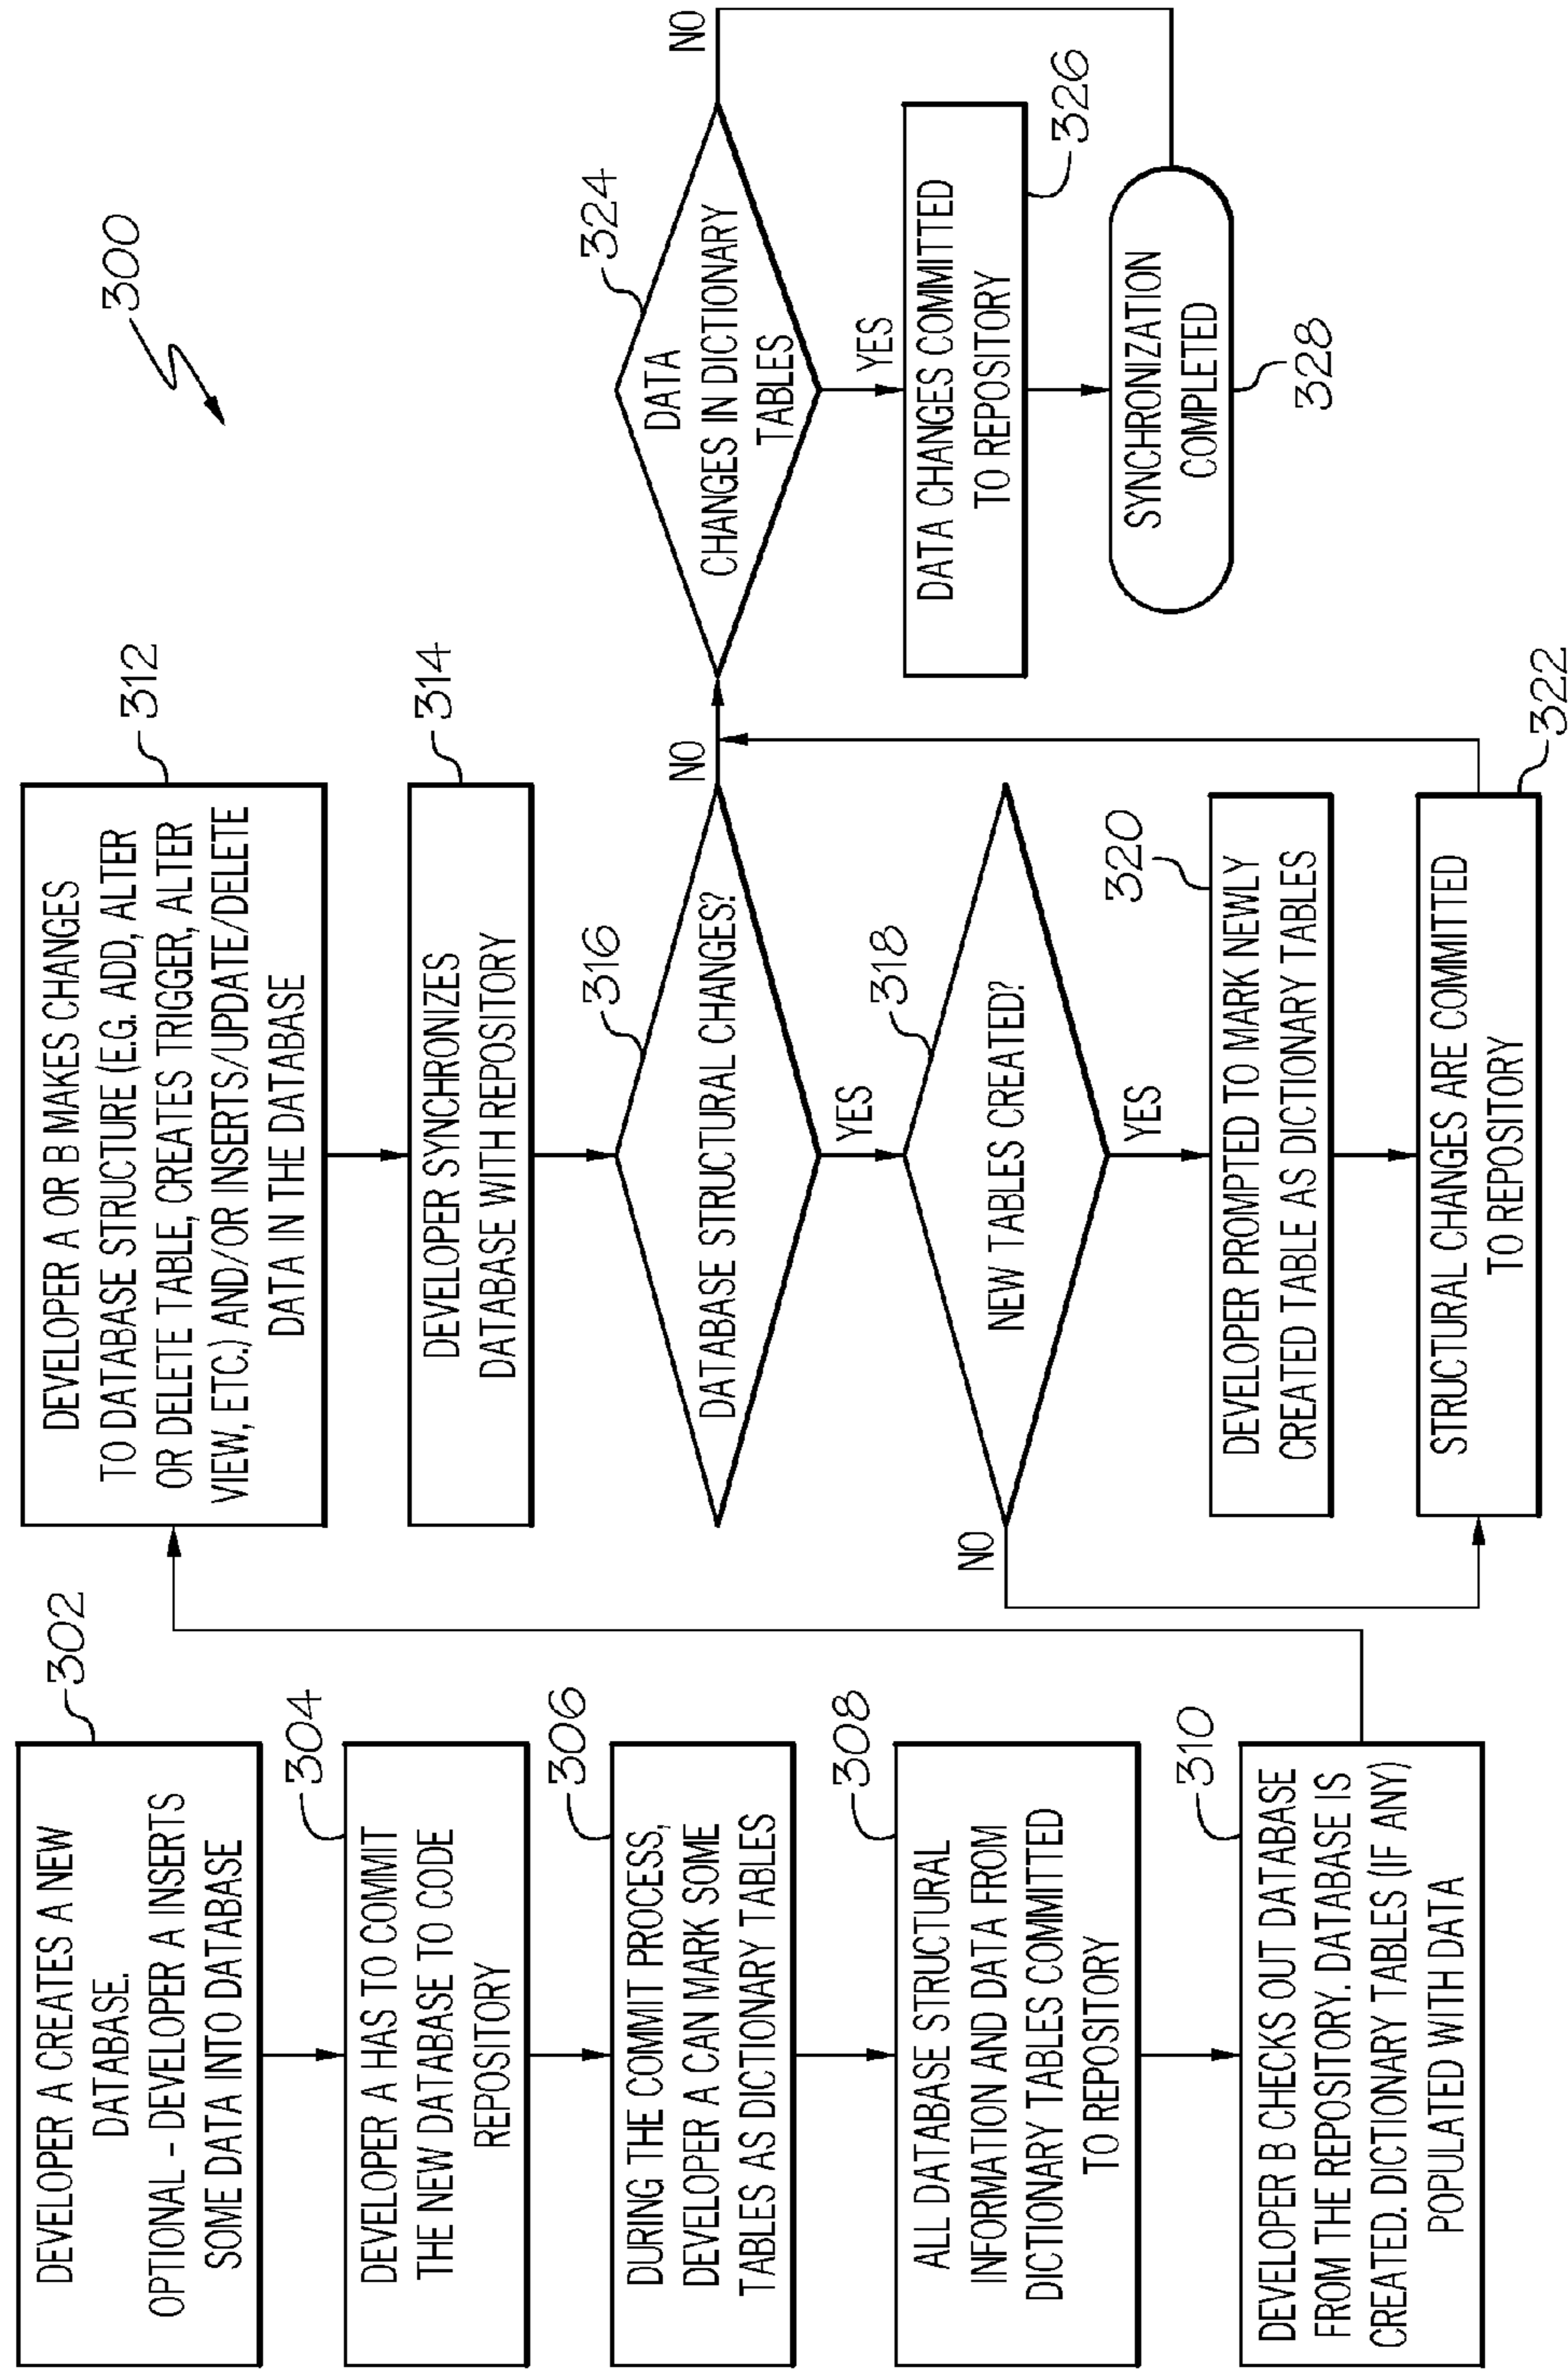 300
302
DEVELOPER A CREATES A NEW
DATABASE.
OPTIONAL - DEVELOPER A INSERTS
SOME DATA INTO DATABASE
304
DEVELOPER A HAS TO COMMIT
THE NEW DATABASE TO CODE
REPOSITORY
306
DURING THE COMMIT PROCESS,
DEVELOPER A CAN MARK SOME
TABLES AS DICTIONARY TABLES
308
ALL DATABASE STRUCTURAL
INFORMATION AND DATA FROM
DICTIONARY TABLES COMMITTED
TO REPOSITORY
310
DEVELOPER B CHECKS OUT DATABASE
FROM THE REPOSITORY. DATABASE IS
CREATED. DICTIONARY TABLES (IF ANY)
POPULATED WITH DATA
312
DEVELOPER A OR B MAKES CHANGES
TO DATABASE STRUCTURE (E.G. ADD, ALTER
OR DELETE TABLE, CREATES TRIGGER, ALTER
VIEW, ETC.) AND/OR INSERTS/UPDATE/DELETE
DATA IN THE DATABASE
314
DEVELOPER SYNCHRONIZES
DATABASE WITH REPOSITORY
316
DATABASE STRUCTURAL CHANGES?
NO
YES
318
NEW TABLES CREATED?
NO
YES
320
DEVELOPER PROMPTED TO MARK NEWLY
CREATED TABLE AS DICTIONARY TABLES
322
STRUCTURAL CHANGES ARE COMMITTED
TO REPOSITORY
324
DATA
CHANGES IN DICTIONARY
TABLES
NO
YES
326
DATA CHANGES COMMITTED
TO REPOSITORY
SYNCHRONIZATION
COMPLETED
328